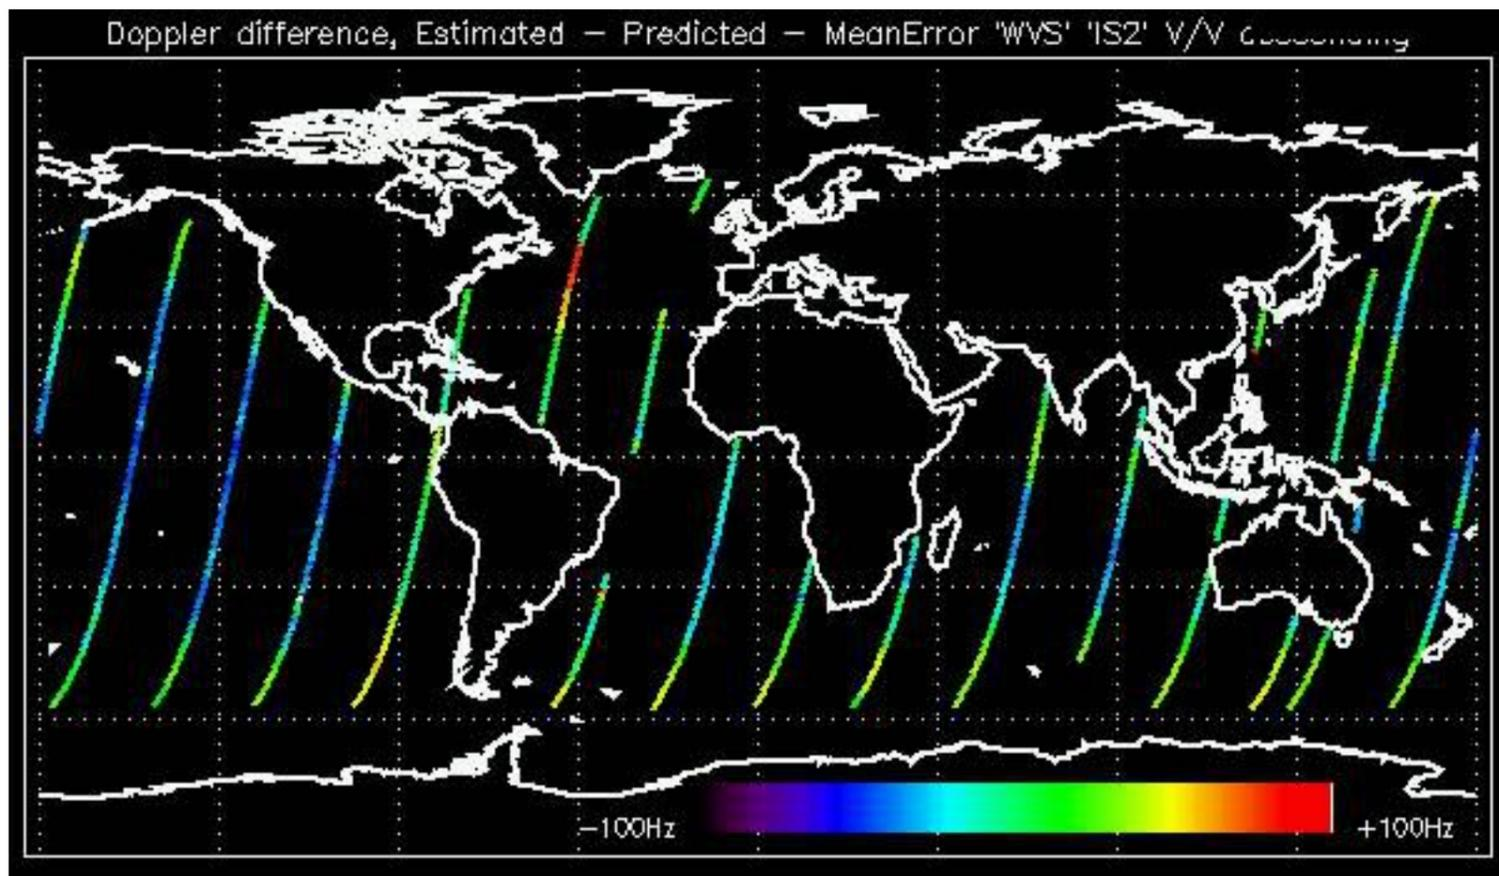 Doppler difference, Estimated — Predicted — MeanError 'WVS' 'IS2' V/V
−100Hz
+100Hz